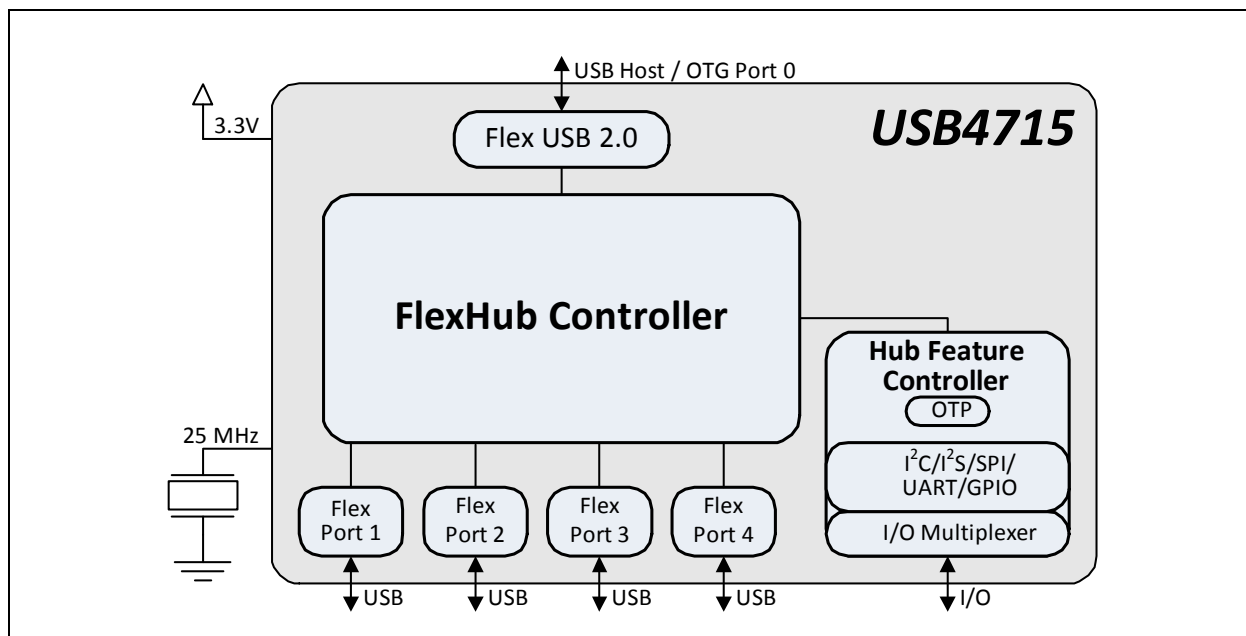 USB Host / OTG Port 0
3.3V
USB4715
Flex USB 2.0
FlexHub Controller
Hub Feature
Controller
OTP
25 MHz
I²C/I²S/SPI/
UART/GPIO
Flex
Port 1
Flex
Port 2
Flex
Port 3
Flex
Port 4
I/O Multiplexer
USB
USB
USB
USB
I/O